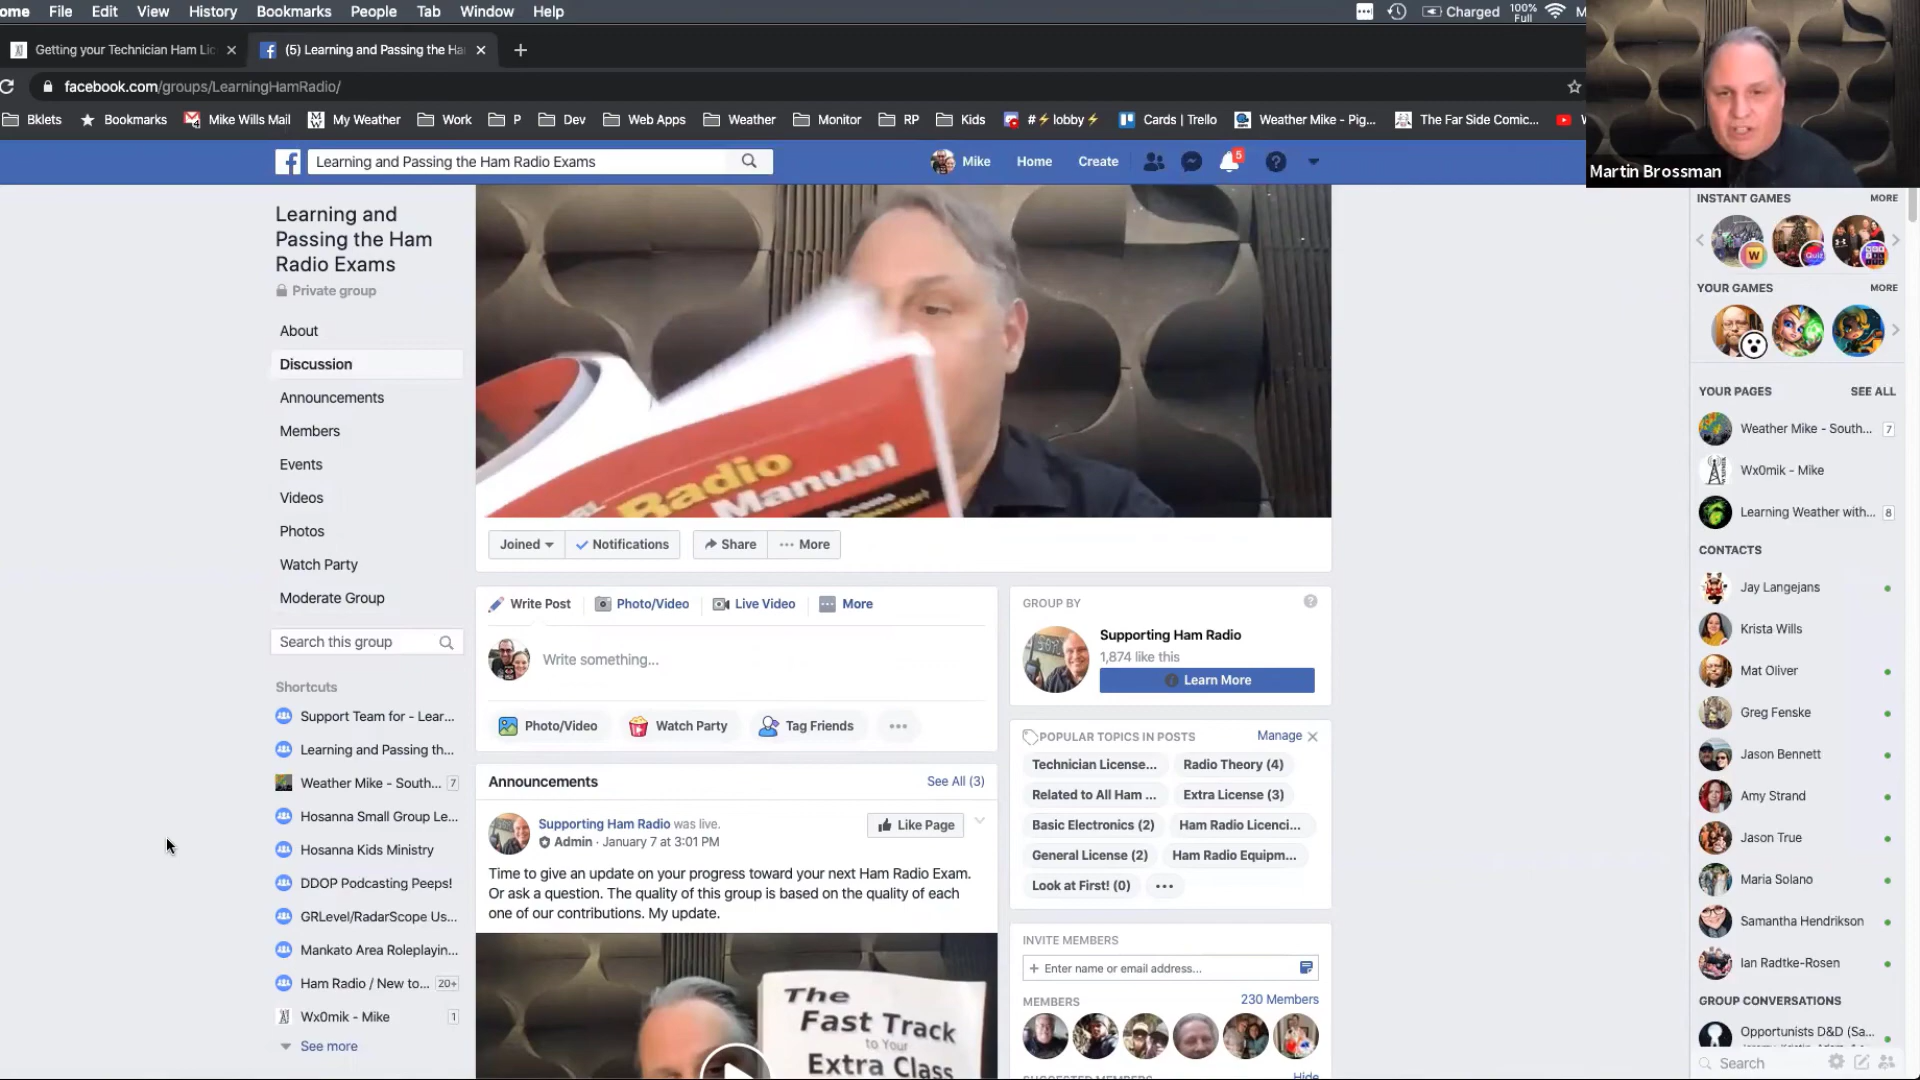 ome File Edit View History Bookmarks People Tab Window Help
Charged 100% Full
Getting your Technician Ham Lic
(5) Learning and Passing the Ha
facebook.com/groups/LearningHamRadio/
Bklets Bookmarks Mike Wills Mail My Weather Work P Dev Web Apps Weather Monitor RP Kids #⚡lobby⚡ Cards | Trello Weather Mike - Pig... The Far Side Comic...
Martin Brossman
Learning and Passing the Ham Radio Exams
Mike Home Create 5
Learning and
Passing the Ham
Radio Exams
Private group
About
Discussion
Announcements
Members
Events
Videos
Photos
Watch Party
Moderate Group
Search this group
Shortcuts
Support Team for - Lear...
Learning and Passing th...
Weather Mike - South... 7
Hosanna Small Group Le...
Hosanna Kids Ministry
DDOP Podcasting Peeps!
GRLevel/RadarScope Us...
Mankato Area Roleplayin...
Ham Radio / New to... 20+
Wx0mik - Mike 1
See more
Radio
Manual
Joined Notifications Share More
Write Post Photo/Video Live Video More
Write something...
Photo/Video Watch Party Tag Friends
Announcements See All (3)
Supporting Ham Radio was live.
Admin · January 7 at 3:01 PM
Like Page
Time to give an update on your progress toward your next Ham Radio Exam.
Or ask a question. The quality of this group is based on the quality of each
one of our contributions. My update.
The
Fast Track
to Your
Extra Class
GROUP BY
Supporting Ham Radio
1,874 like this
Learn More
POPULAR TOPICS IN POSTS Manage
Technician License... Radio Theory (4)
Related to All Ham ... Extra License (3)
Basic Electronics (2) Ham Radio Licenci...
General License (2) Ham Radio Equipm...
Look at First! (0)
INVITE MEMBERS
+ Enter name or email address...
MEMBERS 230 Members
SUGGESTED MEMBERS Hide
INSTANT GAMES MORE
YOUR GAMES MORE
YOUR PAGES SEE ALL
Weather Mike - South... 7
Wx0mik - Mike
Learning Weather with... 8
CONTACTS
Jay Langejans
Krista Wills
Mat Oliver
Greg Fenske
Jason Bennett
Amy Strand
Jason True
Maria Solano
Samantha Hendrikson
Ian Radtke-Rosen
GROUP CONVERSATIONS
Opportunists D&D (Sa...
Search